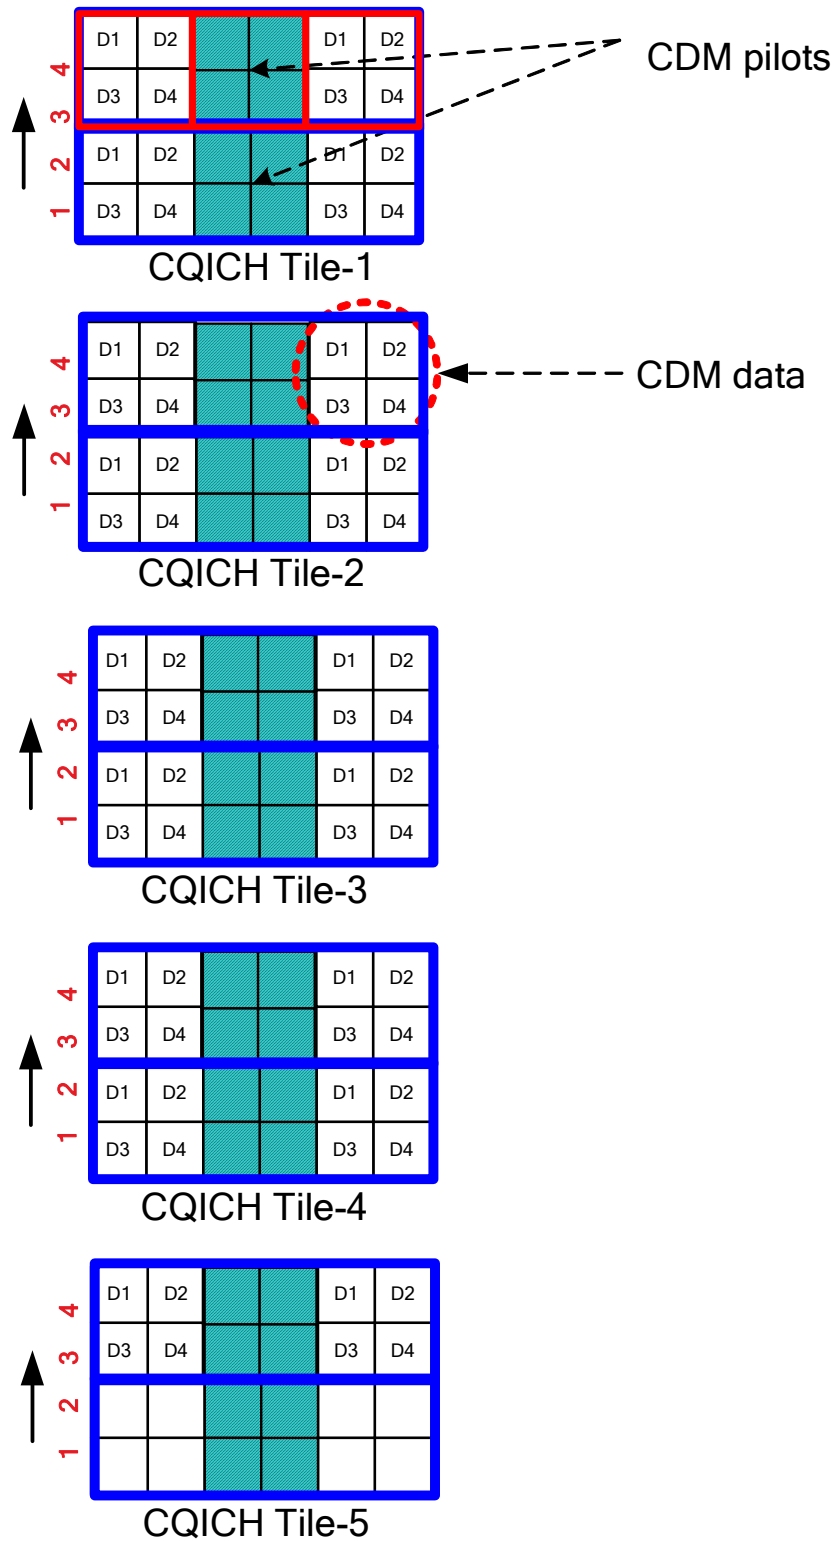 D1 D2 D1 D2
CDM pilots
4
D3 D4 D3 D4
3
D1 D2 D1 D2
2
D3 D4 D3 D4
1
CQICH Tile-1
D1 D2 D1 D2
4
CDM data
D3 D4 D3 D4
3
D1 D2 D1 D2
2
D3 D4 D3 D4
1
CQICH Tile-2
D1 D2 D1 D2
4
D3 D4 D3 D4
3
D1 D2 D1 D2
2
D3 D4 D3 D4
1
CQICH Tile-3
D1 D2 D1 D2
4
D3 D4 D3 D4
3
D1 D2 D1 D2
2
D3 D4 D3 D4
1
CQICH Tile-4
D1 D2 D1 D2
4
D3 D4 D3 D4
3
2
1
CQICH Tile-5